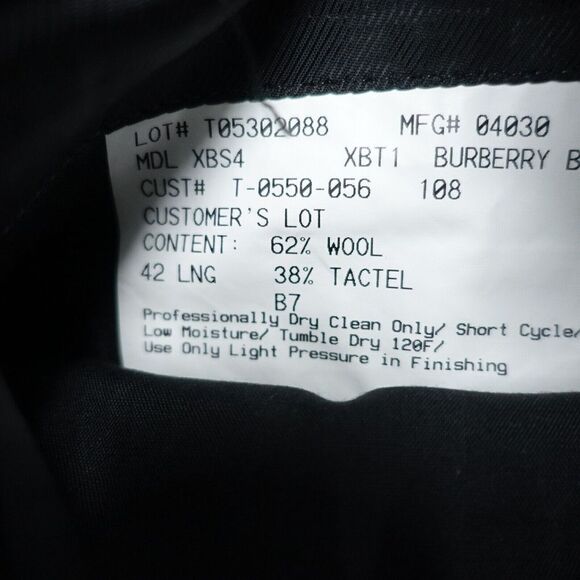 LOT# T05302088 MFG# 04030
MDL XBS4 XBT1 BURBERRY B
CUST# T-0550-056 108
CUSTOMER'S LOT
CONTENT: 62% WOOL
42 LNG 38% TACTEL
B7
Professionally Dry Clean Only/ Short Cycle/
Low Moisture/ Tumble Dry 120F/
Use Only Light Pressure in Finishing